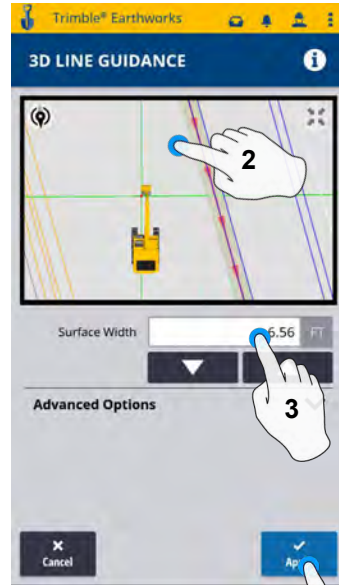 Trimble® Earthworks
3D LINE GUIDANCE
2
Surface Width 6.56 FT
3
Advanced Options
Cancel